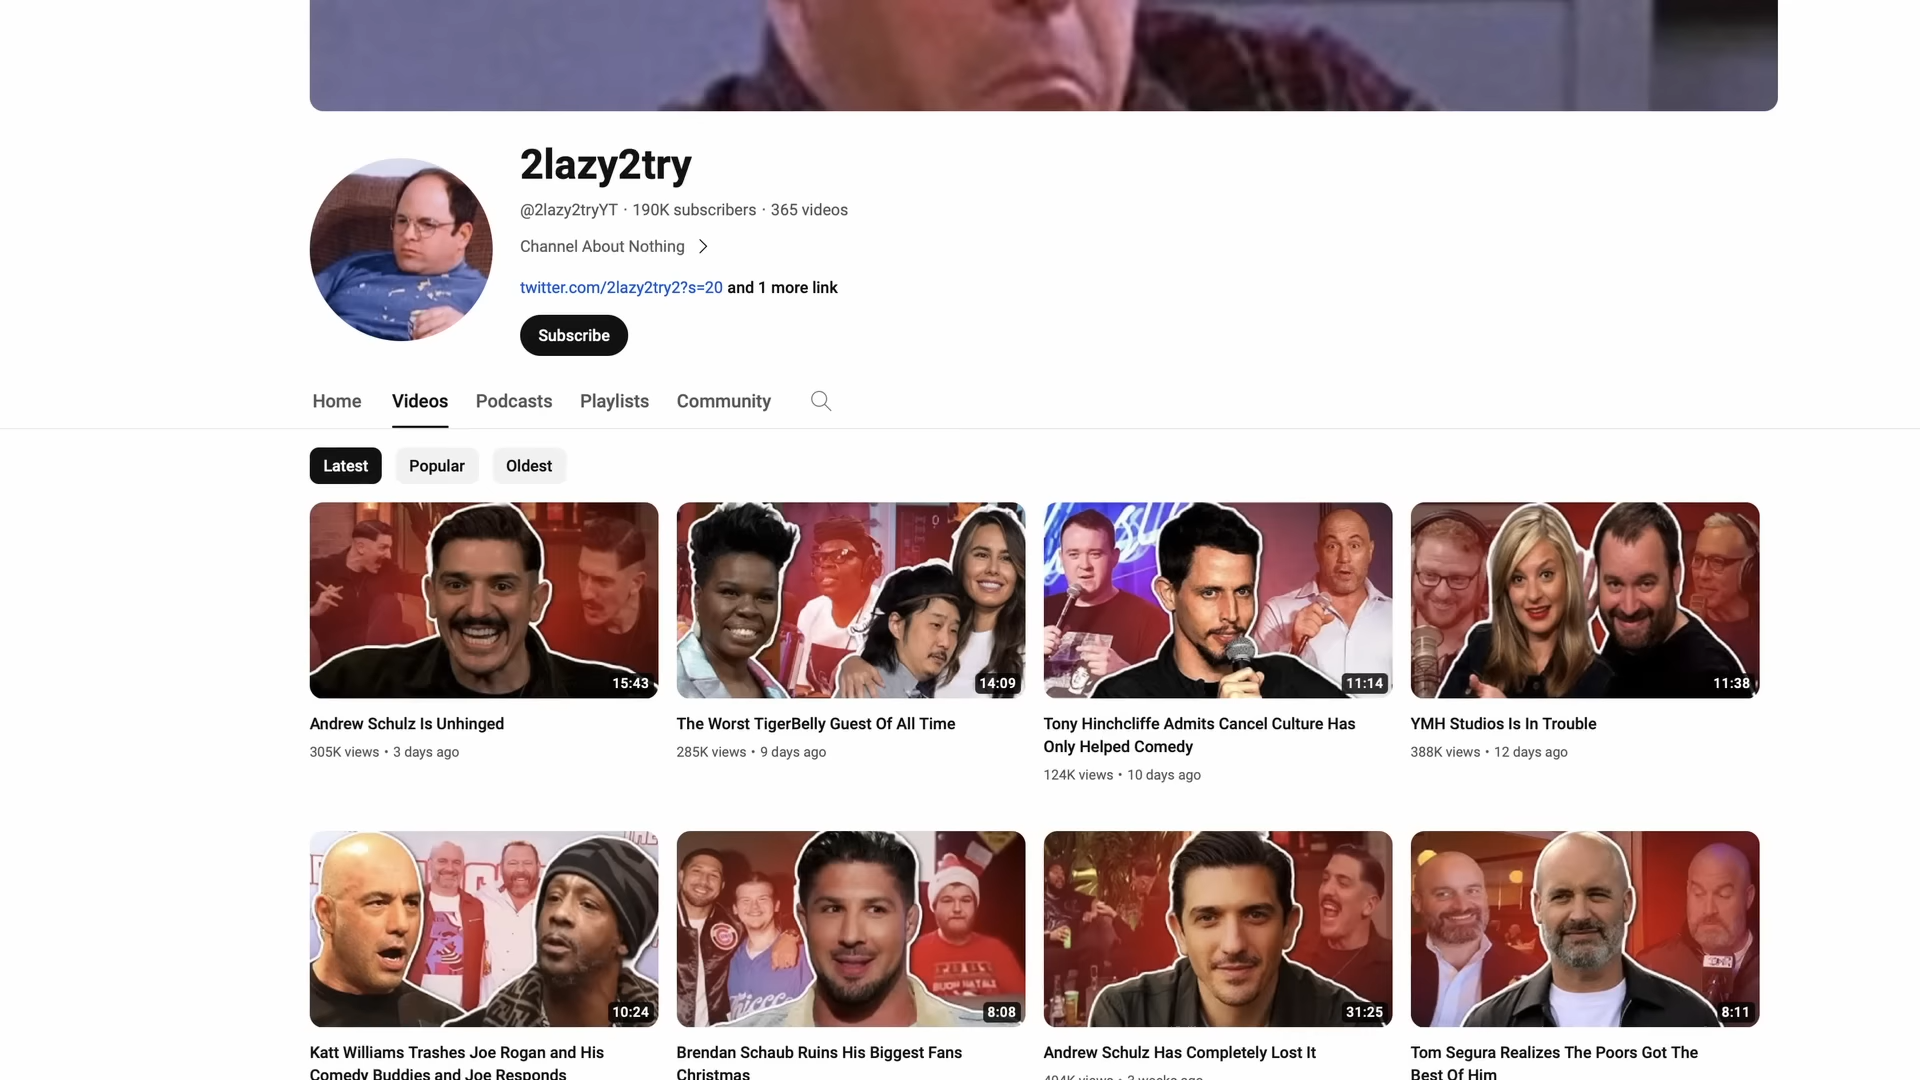 2lazy2try
@2lazy2tryYT · 190K subscribers · 365 videos
Channel About Nothing
twitter.com/2lazy2try2?s=20 and 1 more link
Subscribe
Home Videos Podcasts Playlists Community
Latest Popular Oldest
15:43 14:09 11:14 11:38
Andrew Schulz Is Unhinged
305K views • 3 days ago
The Worst TigerBelly Guest Of All Time
285K views • 9 days ago
Tony Hinchcliffe Admits Cancel Culture Has
Only Helped Comedy
124K views • 10 days ago
YMH Studios Is In Trouble
388K views • 12 days ago
10:24 8:08 31:25 8:11
Katt Williams Trashes Joe Rogan and His
Comedy Buddies and Joe Responds
Brendan Schaub Ruins His Biggest Fans
Christmas
Andrew Schulz Has Completely Lost It
Tom Segura Realizes The Poors Got The
Best Of Him